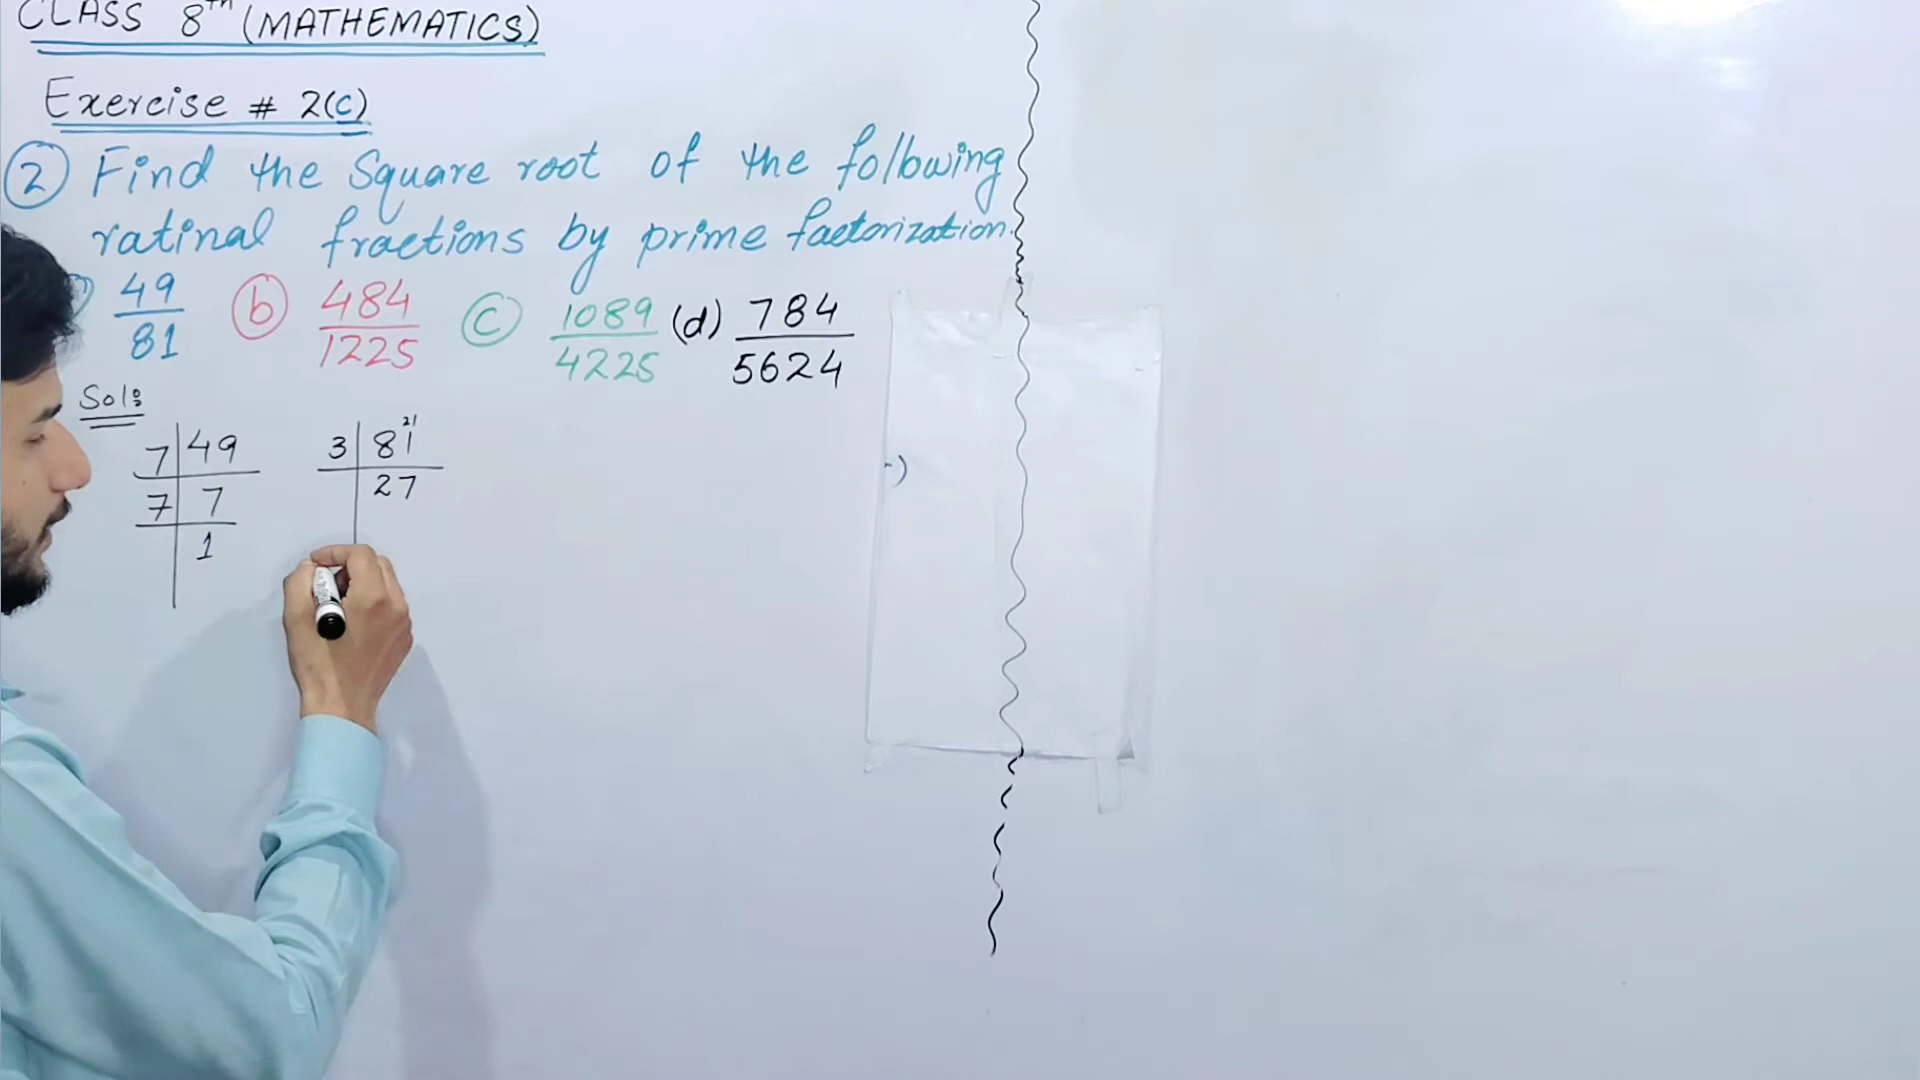 CLASS 8th (MATHEMATICS)
Exercise # 2(c)
2 Find the Square root of the following
ratinal fractions by prime factorization.
49/81 b 484/1225 c 1089/4225 (d) 784/5624
Sol:
7 49
7 7
1
3 81 21
27